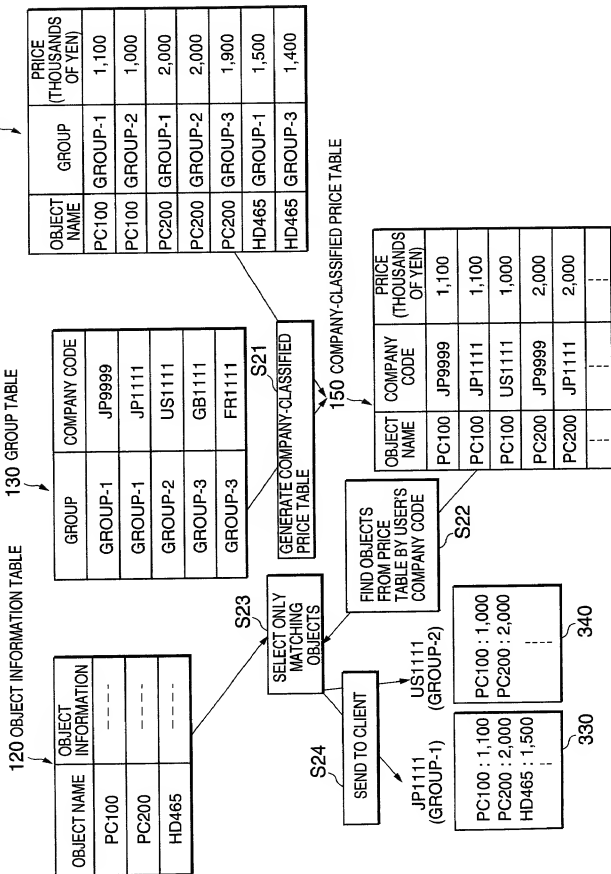 120 OBJECT INFORMATION TABLE
OBJECT NAME OBJECT INFORMATION
PC100 ----
PC200 ----
HD465 ----
130 GROUP TABLE
GROUP COMPANY CODE
GROUP-1 JP9999
GROUP-1 JP1111
GROUP-2 US1111
GROUP-3 GB1111
GROUP-3 FR1111
OBJECT NAME GROUP PRICE (THOUSANDS OF YEN)
PC100 GROUP-1 1,100
PC100 GROUP-2 1,000
PC200 GROUP-1 2,000
PC200 GROUP-2 2,000
PC200 GROUP-3 1,900
HD465 GROUP-1 1,500
HD465 GROUP-3 1,400
S21
GENERATE COMPANY-CLASSIFIED
PRICE TABLE
150 COMPANY-CLASSIFIED PRICE TABLE
OBJECT NAME COMPANY CODE PRICE (THOUSANDS OF YEN)
PC100 JP9999 1,100
PC100 JP1111 1,100
PC100 US1111 1,000
PC200 JP9999 2,000
PC200 JP1111 2,000
---- ---- ----
FIND OBJECTS
FROM PRICE
TABLE BY USER'S
COMPANY CODE
S22
S23
SELECT ONLY
MATCHING
OBJECTS
S24
SEND TO CLIENT
JP1111
(GROUP-1)
PC100 : 1,100
PC200 : 2,000
HD465 : 1,500
----
330
US1111
(GROUP-2)
PC100 : 1,000
PC200 : 2,000
----
340